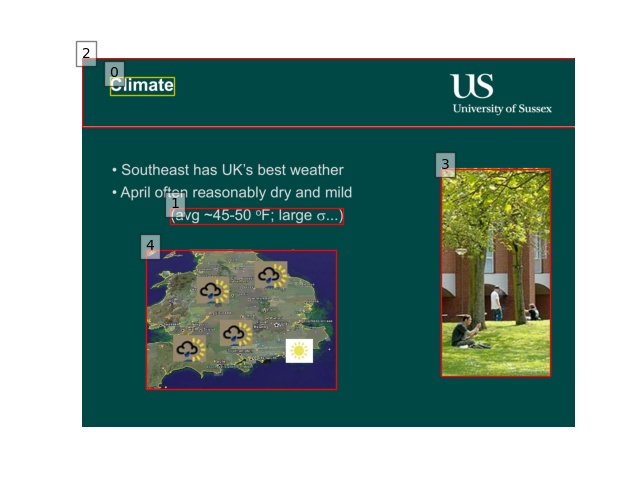 2
0
Climate
US
University of Sussex
• Southeast has UK's best weather
• April often reasonably dry and mild
1
(avg ~45-50 °F; large σ...)
3
4